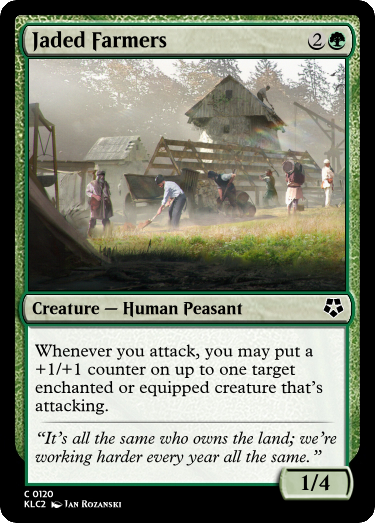 Jaded Farmers 2
Creature — Human Peasant
Whenever you attack, you may put a
+1/+1 counter on up to one target
enchanted or equipped creature that's
attacking.
“It's all the same who owns the land; we're
working harder every year all the same.”
1/4
C 0120
KLC2 Jan Rozanski